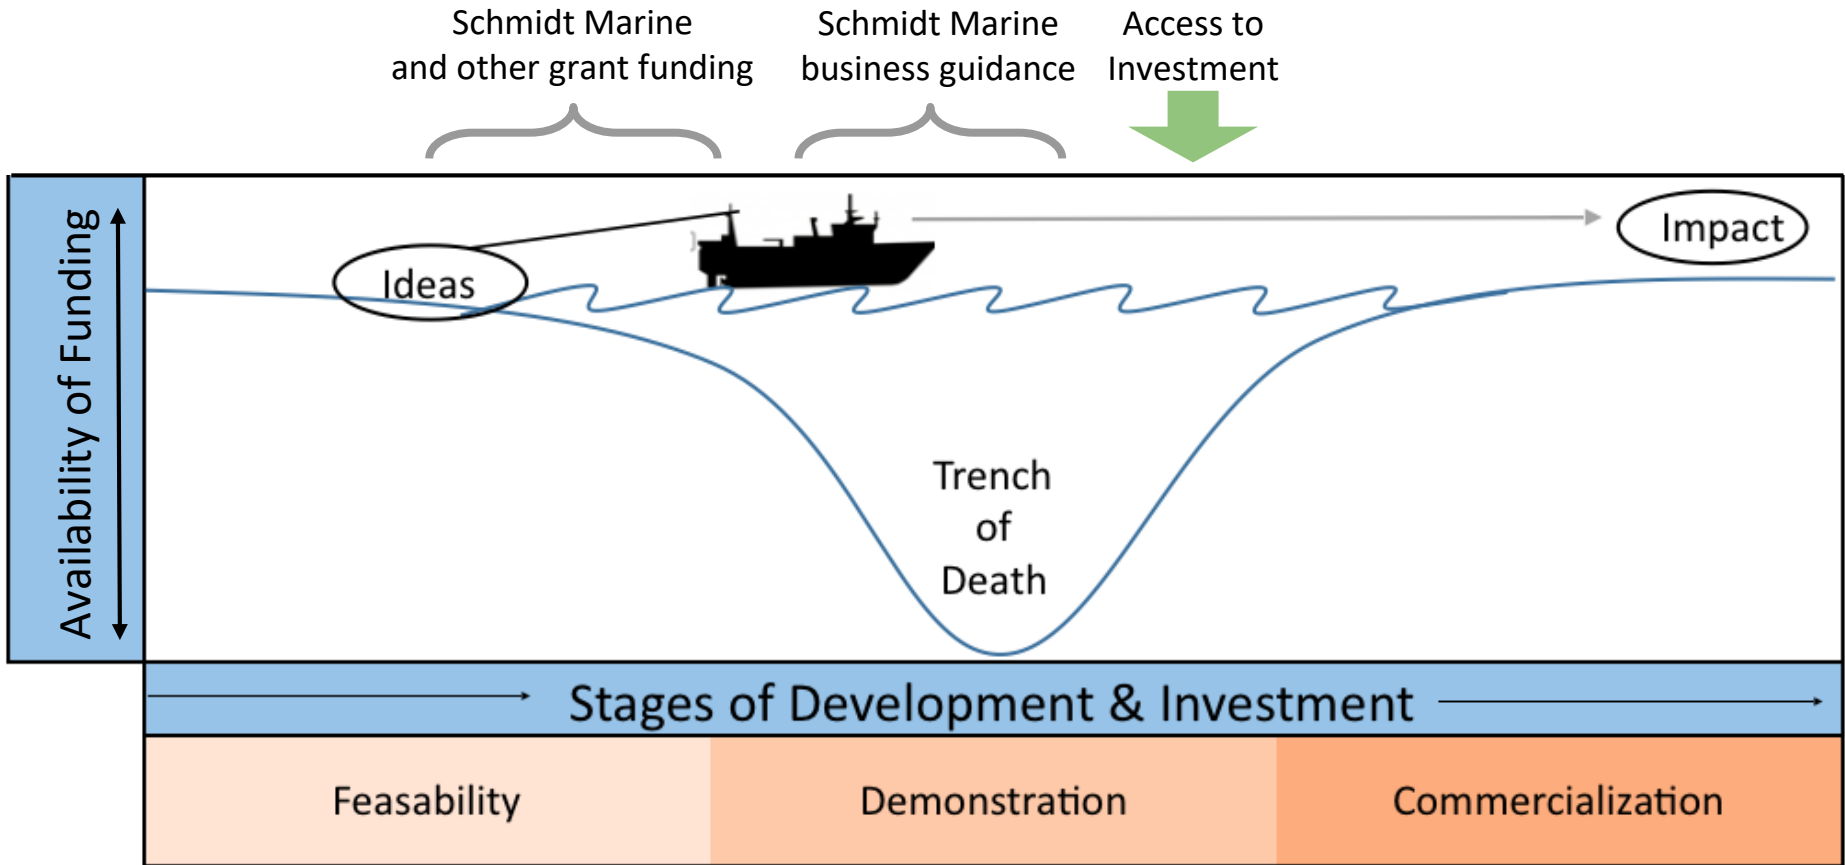 Schmidt Marine
and other grant funding
Schmidt Marine
business guidance
Access to
Investment
Availability of Funding
Ideas
Impact
Trench
of
Death
Stages of Development & Investment
Feasability
Demonstration
Commercialization